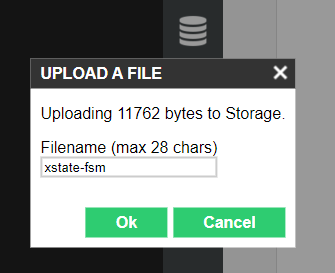 UPLOAD A FILE
Uploading 11762 bytes to Storage.
Filename (max 28 chars)
xstate-fsm
Ok Cancel